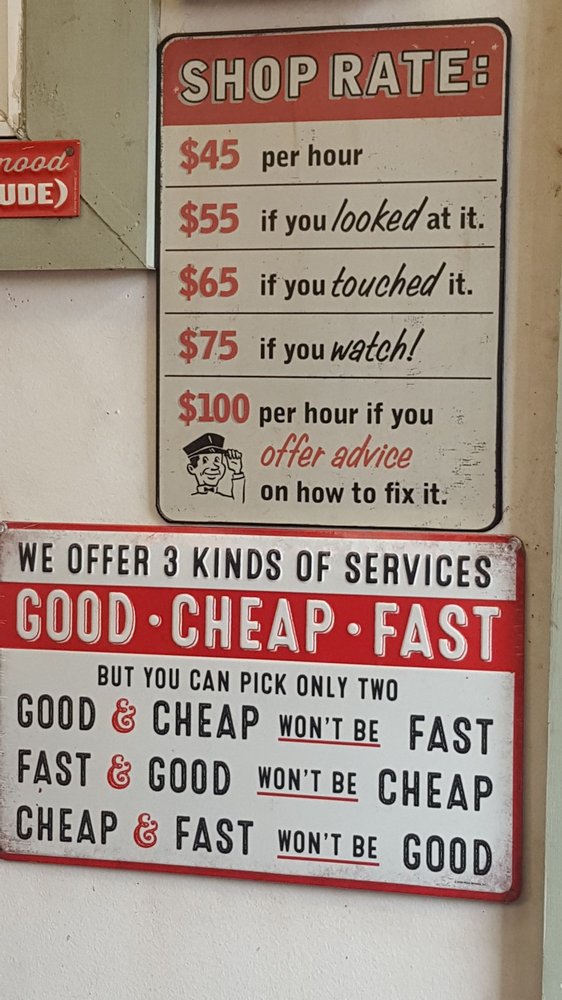 nood
UDE)
SHOP RATE:
$45 per hour
$55 if you looked at it.
$65 if you touched it.
$75 if you watch!
$100 per hour if you
offer advice
on how to fix it.
WE OFFER 3 KINDS OF SERVICES
GOOD · CHEAP · FAST
BUT YOU CAN PICK ONLY TWO
GOOD & CHEAP WON'T BE FAST
FAST & GOOD WON'T BE CHEAP
CHEAP & FAST WON'T BE GOOD